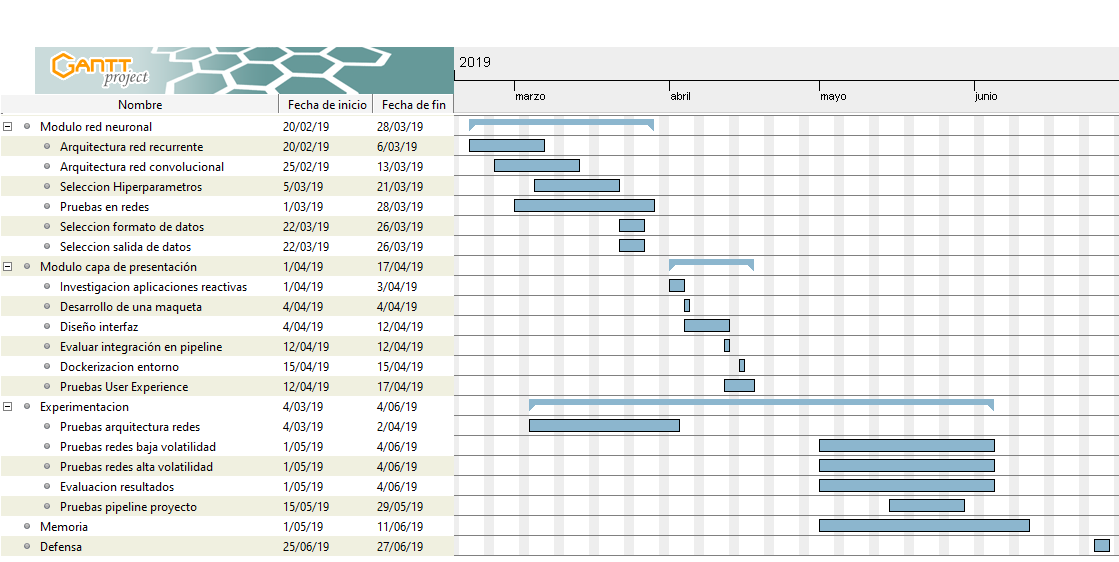 GANTT
project
2019
Nombre Fecha de inicio Fecha de fin marzo abril mayo junio
Modulo red neuronal 20/02/19 28/03/19
Arquitectura red recurrente 20/02/19 6/03/19
Arquitectura red convolucional 25/02/19 13/03/19
Seleccion Hiperparametros 5/03/19 21/03/19
Pruebas en redes 1/03/19 28/03/19
Seleccion formato de datos 22/03/19 26/03/19
Seleccion salida de datos 22/03/19 26/03/19
Modulo capa de presentación 1/04/19 17/04/19
Investigacion aplicaciones reactivas 1/04/19 3/04/19
Desarrollo de una maqueta 4/04/19 4/04/19
Diseño interfaz 4/04/19 12/04/19
Evaluar integración en pipeline 12/04/19 12/04/19
Dockerizacion entorno 15/04/19 15/04/19
Pruebas User Experience 12/04/19 17/04/19
Experimentacion 4/03/19 4/06/19
Pruebas arquitectura redes 4/03/19 2/04/19
Pruebas redes baja volatilidad 1/05/19 4/06/19
Pruebas redes alta volatilidad 1/05/19 4/06/19
Evaluacion resultados 1/05/19 4/06/19
Pruebas pipeline proyecto 15/05/19 29/05/19
Memoria 1/05/19 11/06/19
Defensa 25/06/19 27/06/19